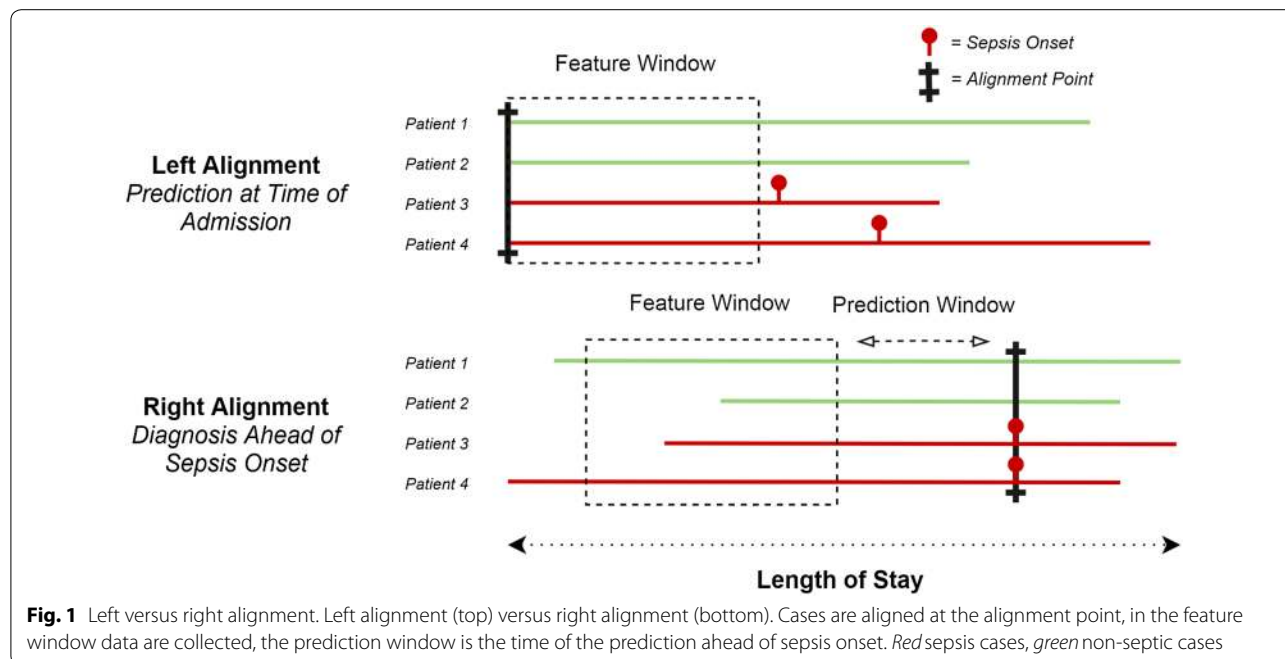 = Sepsis Onset
= Alignment Point
Feature Window
Left Alignment
Prediction at Time of
Admission
Patient 1
Patient 2
Patient 3
Patient 4
Feature Window
Prediction Window
Right Alignment
Diagnosis Ahead of
Sepsis Onset
Patient 1
Patient 2
Patient 3
Patient 4
Length of Stay
Fig. 1 Left versus right alignment. Left alignment (top) versus right alignment (bottom). Cases are aligned at the alignment point, in the feature
window data are collected, the prediction window is the time of the prediction ahead of sepsis onset. Red sepsis cases, green non-septic cases